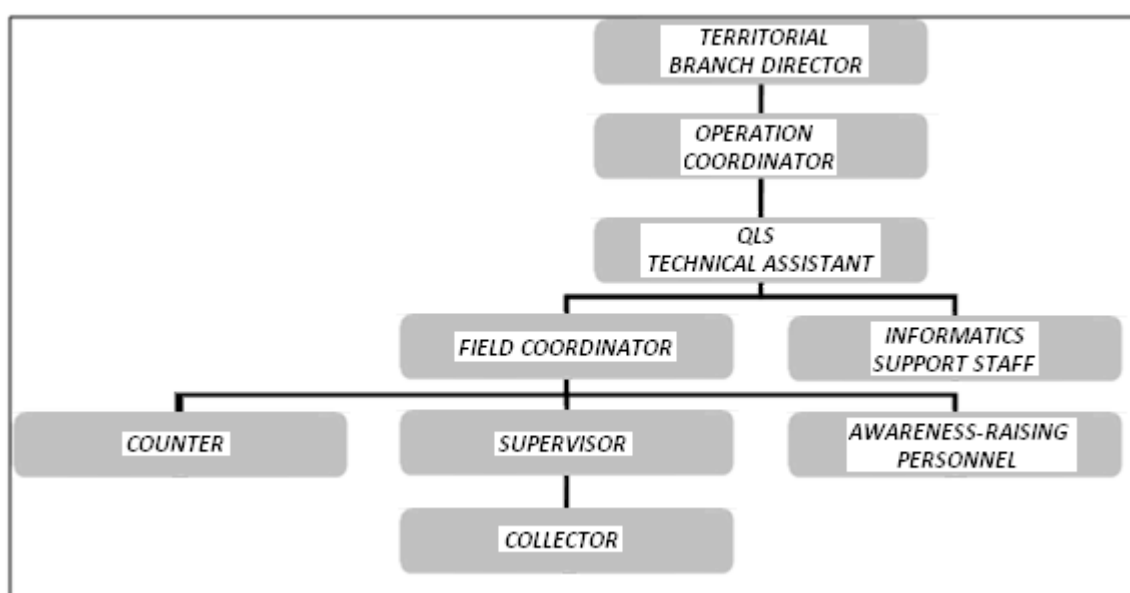 TERRITORIAL
BRANCH DIRECTOR
OPERATION
COORDINATOR
QLS
TECHNICAL ASSISTANT
FIELD COORDINATOR
INFORMATICS
SUPPORT STAFF
COUNTER
SUPERVISOR
AWARENESS-RAISING
PERSONNEL
COLLECTOR